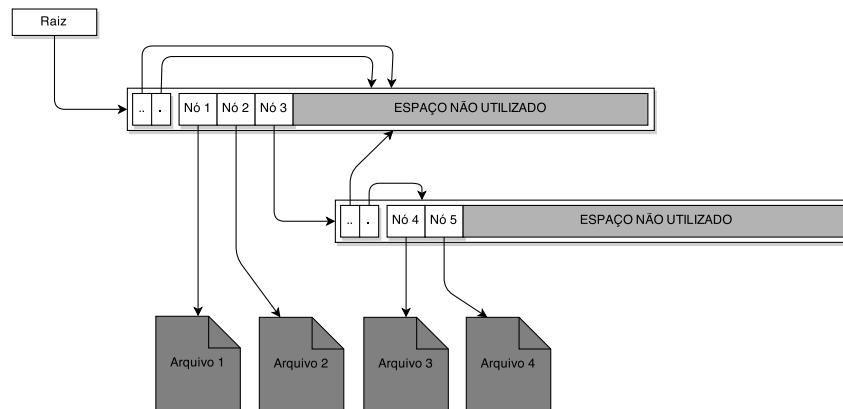 Raiz
.. . Nó 1 Nó 2 Nó 3 ESPAÇO NÃO UTILIZADO
.. . Nó 4 Nó 5 ESPAÇO NÃO UTILIZADO
Arquivo 1 Arquivo 2 Arquivo 3 Arquivo 4